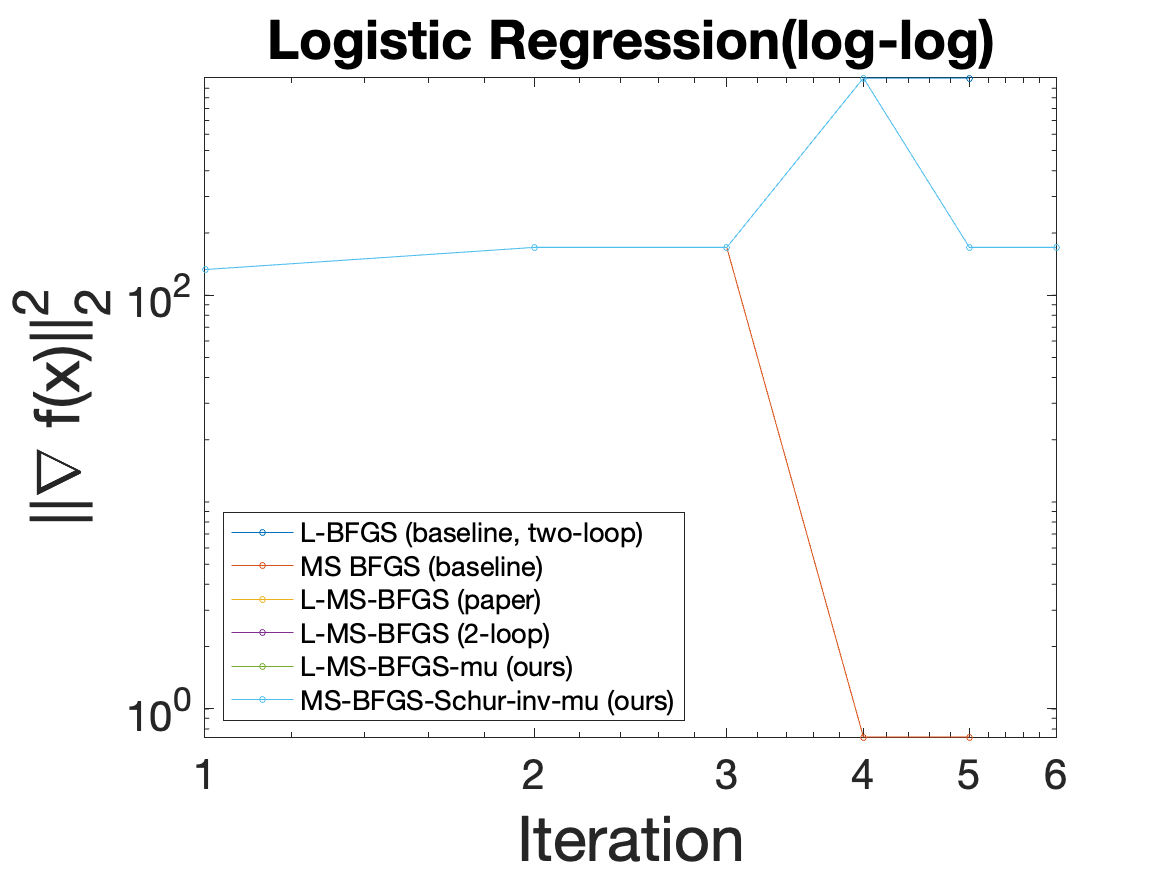 Logistic Regression(log-log)
||∇ f(x)||₂²
10²
10⁰
L-BFGS (baseline, two-loop)
MS BFGS (baseline)
L-MS-BFGS (paper)
L-MS-BFGS (2-loop)
L-MS-BFGS-mu (ours)
MS-BFGS-Schur-inv-mu (ours)
1 2 3 4 5 6
Iteration